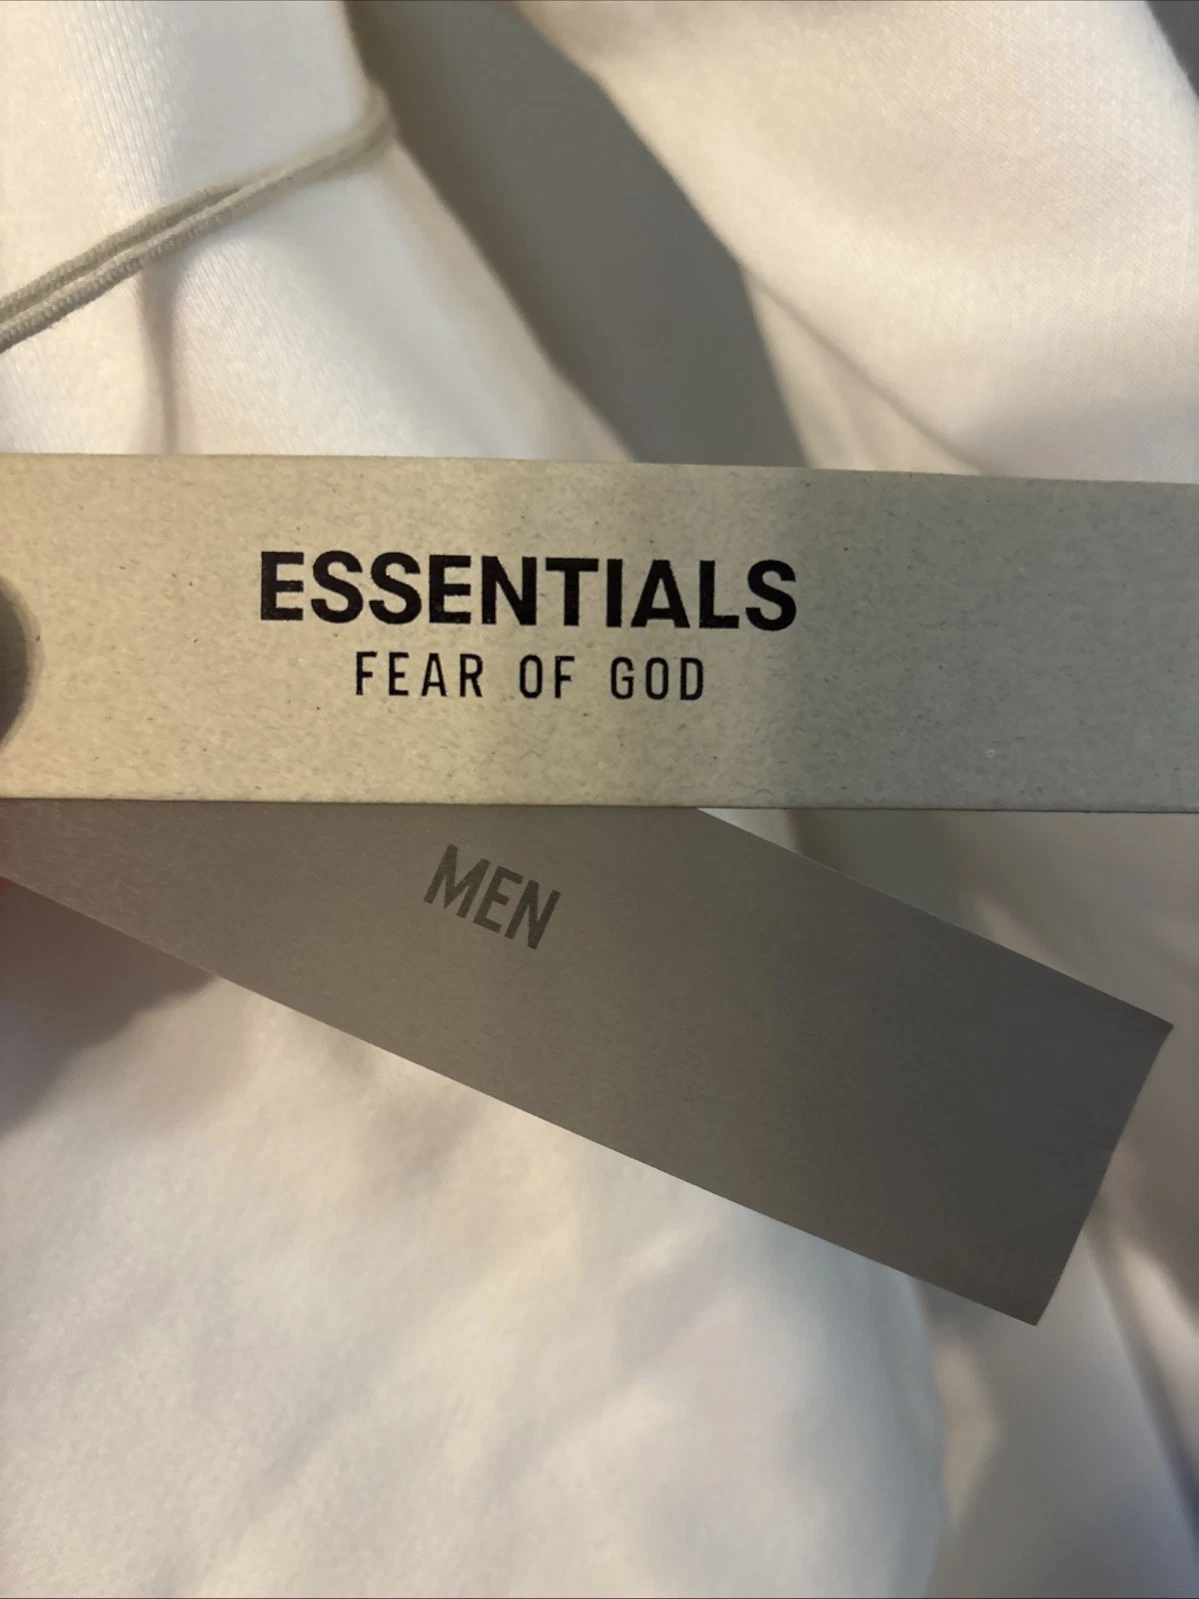 ESSENTIALS
FEAR OF GOD
MEN